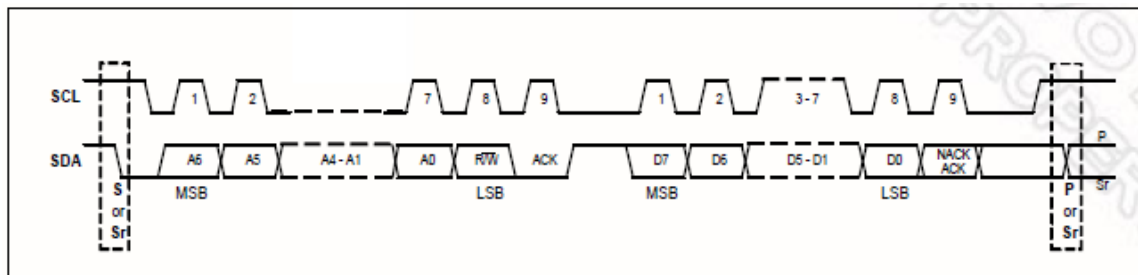 SCL 1 2 7 8 9 1 2 3 - 7 8 9
P
SDA A6 A5 A4 - A1 A0 R/W ACK D7 D6 D5 - D1 D0 NACK ACK
Sr
MSB LSB MSB LSB
S or Sr
P or Sr
PROPER